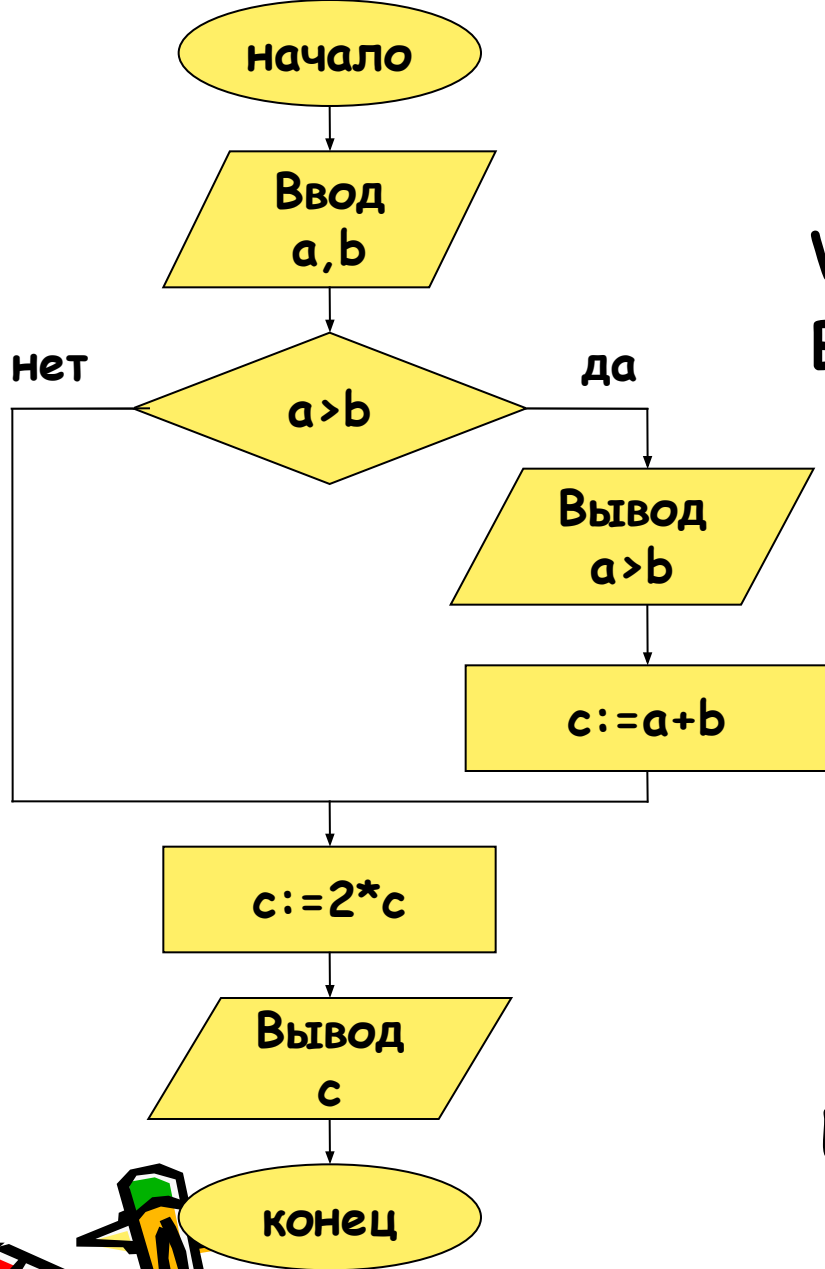 начало
Ввод
a,b
нет
да
a>b
Вывод
a>b
c:=a+b
c:=2*c
Вывод
c
конец